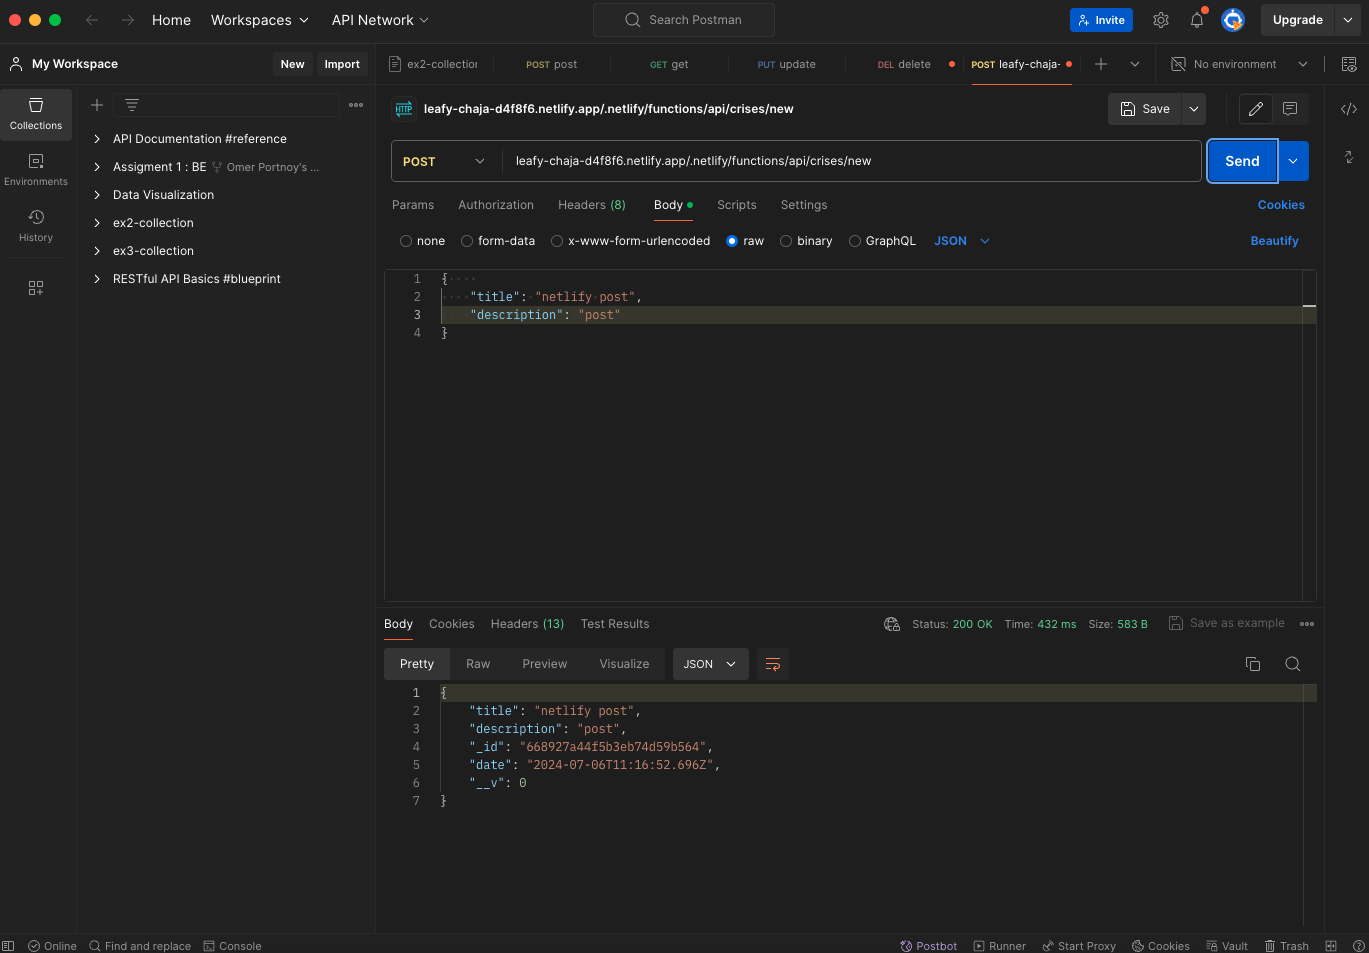 Home Workspaces API Network Search Postman Invite Upgrade
My Workspace New Import ex2-collection POST post GET get PUT update DEL delete POST leafy-chaja- No environment
Collections
Environments
History
API Documentation #reference
Assigment 1 : BE Omer Portnoy's ...
Data Visualization
ex2-collection
ex3-collection
RESTful API Basics #blueprint
HTTP leafy-chaja-d4f8f6.netlify.app/.netlify/functions/api/crises/new Save
POST leafy-chaja-d4f8f6.netlify.app/.netlify/functions/api/crises/new Send
Params Authorization Headers (8) Body Scripts Settings Cookies
none form-data x-www-form-urlencoded raw binary GraphQL JSON Beautify
1 {
2 "title": "netlify post",
3 "description": "post"
4 }
Body Cookies Headers (13) Test Results Status: 200 OK Time: 432 ms Size: 583 B Save as example
Pretty Raw Preview Visualize JSON
1 {
2 "title": "netlify post",
3 "description": "post",
4 "_id": "668927a44f5b3eb74d59b564",
5 "date": "2024-07-06T11:16:52.696Z",
6 "__v": 0
7 }
Online Find and replace Console Postbot Runner Start Proxy Cookies Vault Trash